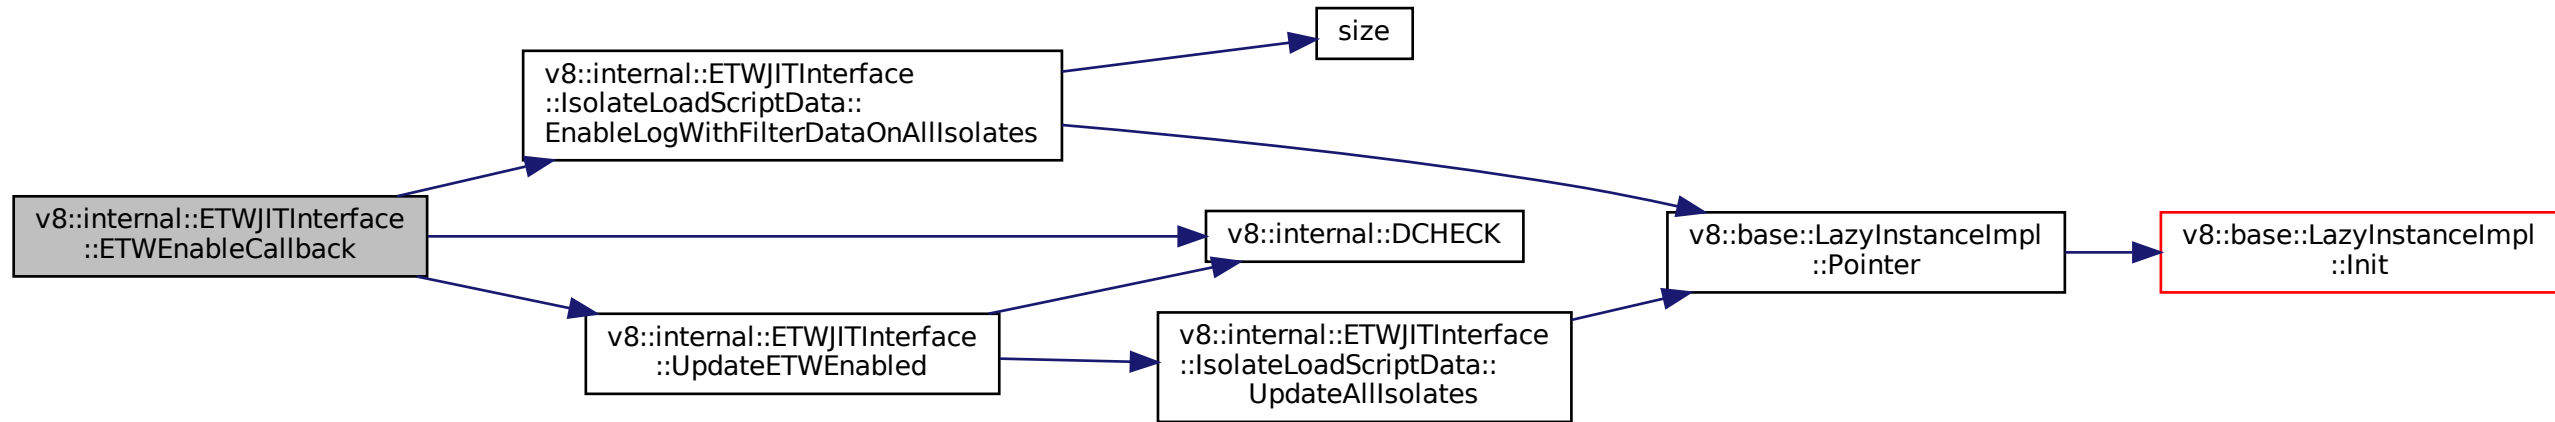 v8::internal::ETWJITInterface
::ETWEnableCallback
v8::internal::ETWJITInterface
::IsolateLoadScriptData::
EnableLogWithFilterDataOnAllIsolates
size
v8::internal::DCHECK
v8::internal::ETWJITInterface
::UpdateETWEnabled
v8::internal::ETWJITInterface
::IsolateLoadScriptData::
UpdateAllIsolates
v8::base::LazyInstanceImpl
::Pointer
v8::base::LazyInstanceImpl
::Init